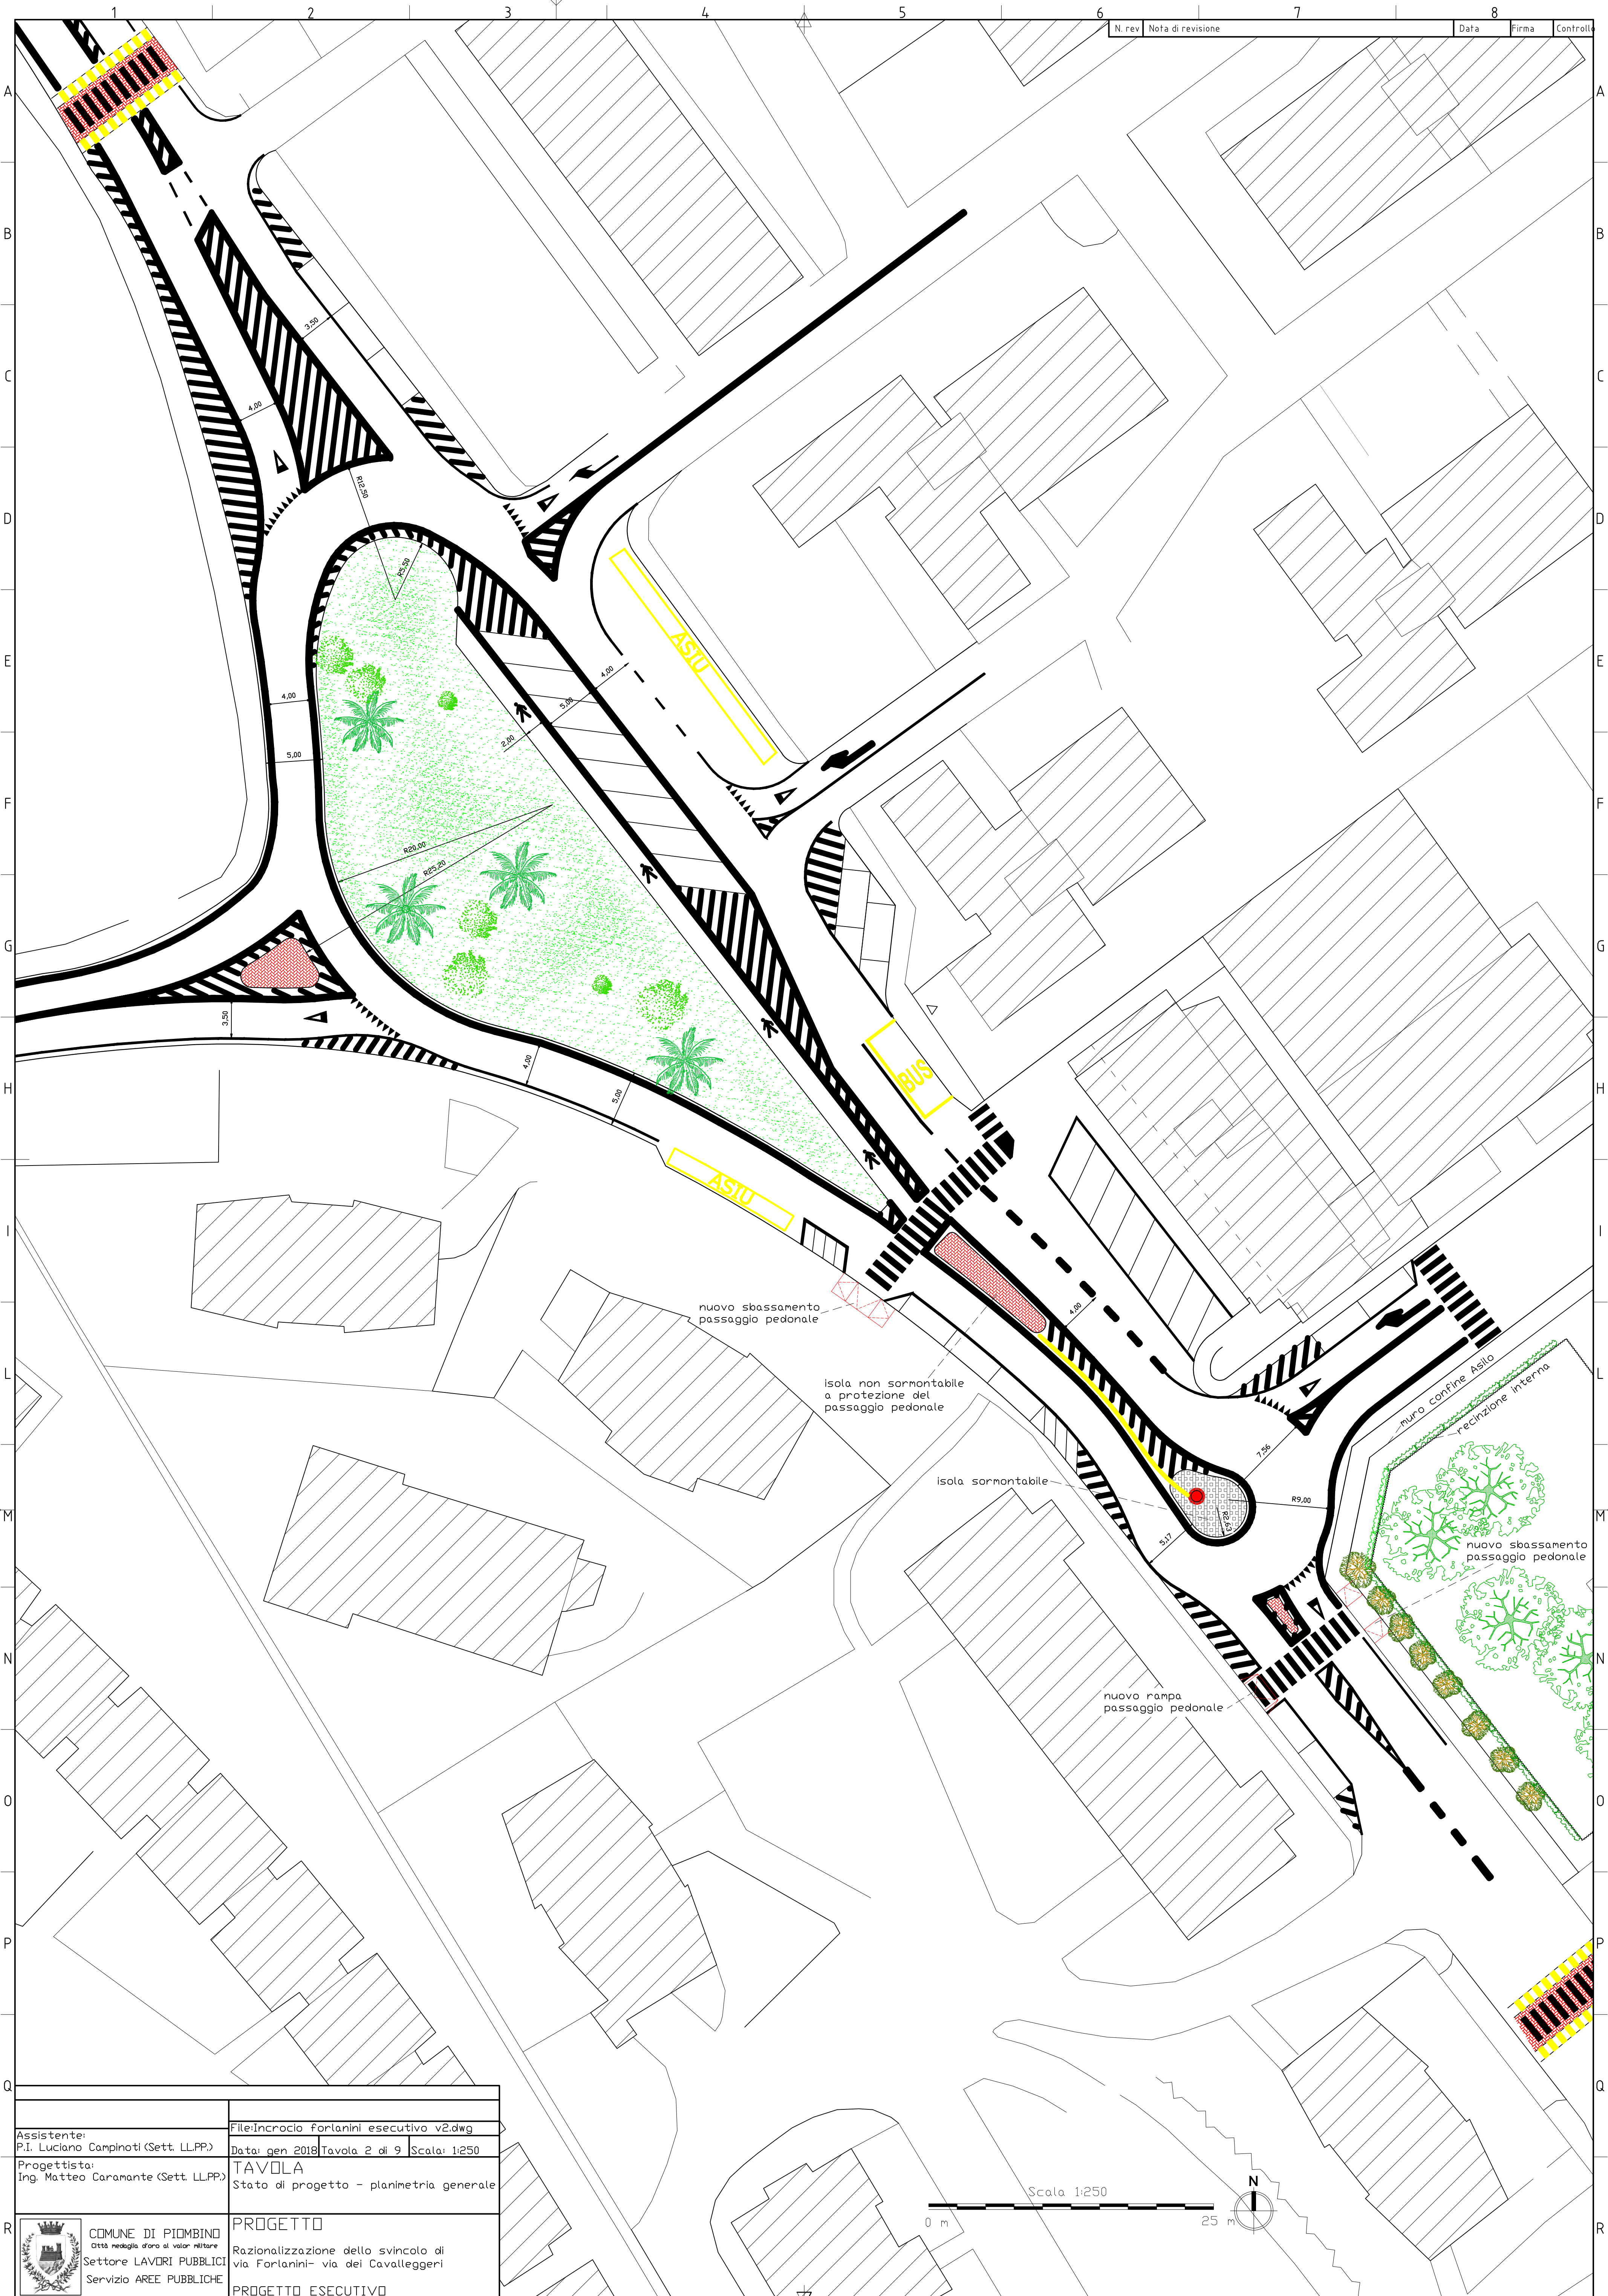 1 2 3 4 5 6 7 8
N. rev Nota di revisione Data Firma Controllo
A A
B B
3,50
C C
4,00
R12,50
D D
R5,50
ASIU
E E
4,00
4,00
5,00
2,00
5,00
F F
R20,00
R25,20
G G
3,50
4,00
BUS
H H
5,00
ASIU
I I
nuovo sbassamento
passaggio pedonale
4,00
L L
isola non sormontabile
a protezione del
passaggio pedonale
muro confine Asilo
recinzione interna
7,56
isola sormontabile
R9,00
M M
R2,63
5,17
nuovo sbassamento
passaggio pedonale
N N
nuovo rampa
passaggio pedonale
O O
P P
Q Q
File:Incrocio forlanini esecutivo v2.dwg
Assistente:
P.I. Luciano Campinoti (Sett. LL.PP.)
Data: gen 2018 Tavola 2 di 9 Scala: 1:250
Progettista:
Ing. Matteo Caramante (Sett. LL.PP.)
TAVOLA
Stato di progetto - planimetria generale
N
Scala 1:250
0 m 25 m
R R
COMUNE DI PIOMBINO
Città medaglia d'oro al valor militare
Settore LAVORI PUBBLICI
Servizio AREE PUBBLICHE
PROGETTO
Razionalizzazione dello svincolo di
via Forlanini- via dei Cavalleggeri
PROGETTO ESECUTIVO